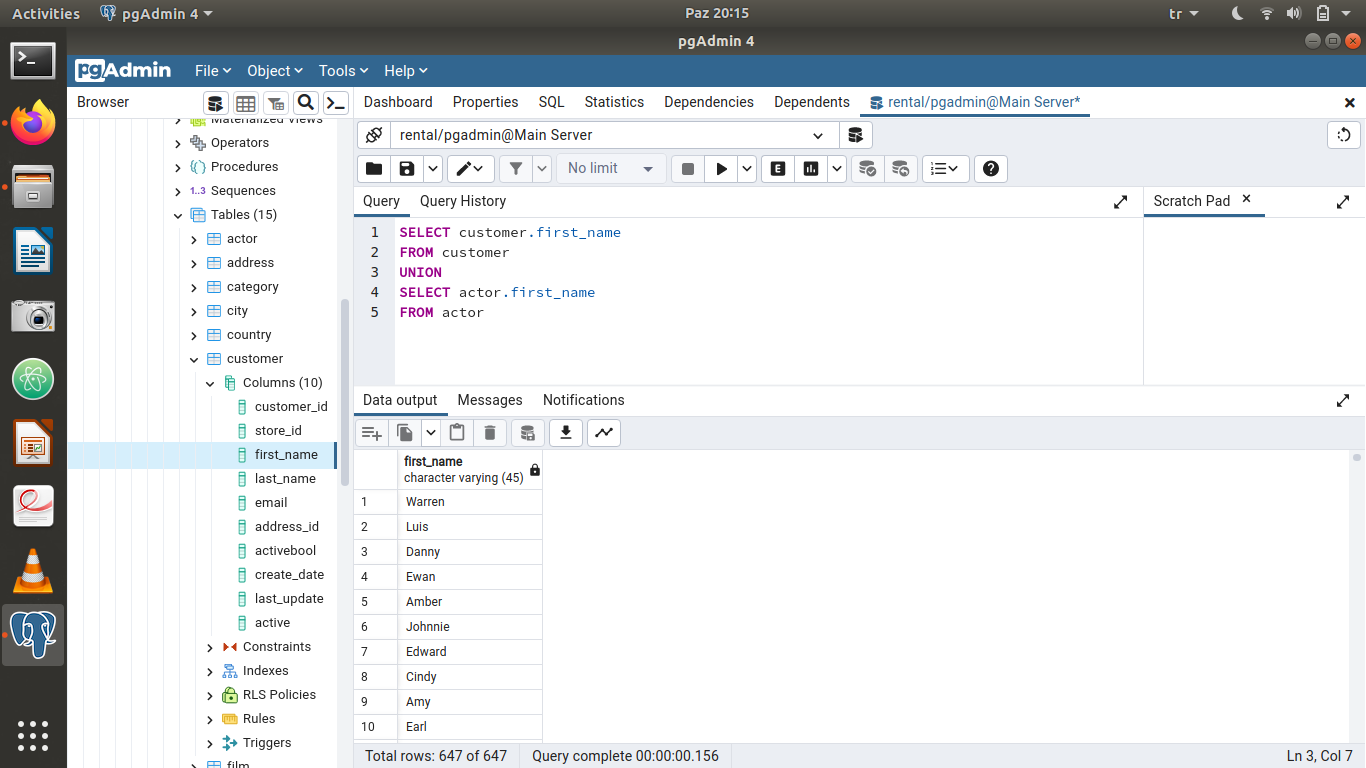 Activities pgAdmin 4 Paz 20:15 tr
pgAdmin 4
pgAdmin File Object Tools Help
Browser
Dashboard Properties SQL Statistics Dependencies Dependents rental/pgadmin@Main Server*
Materialized Views
Operators
Procedures
1..3 Sequences
Tables (15)
actor
address
category
city
country
customer
Columns (10)
customer_id
store_id
first_name
last_name
email
address_id
activebool
create_date
last_update
active
Constraints
Indexes
RLS Policies
Rules
Triggers
film
rental/pgadmin@Main Server
No limit
E
Query Query History
Scratch Pad
1 SELECT customer.first_name
2 FROM customer
3 UNION
4 SELECT actor.first_name
5 FROM actor
Data output Messages Notifications
first_name
character varying (45)
1 Warren
2 Luis
3 Danny
4 Ewan
5 Amber
6 Johnnie
7 Edward
8 Cindy
9 Amy
10 Earl
Total rows: 647 of 647 Query complete 00:00:00.156 Ln 3, Col 7